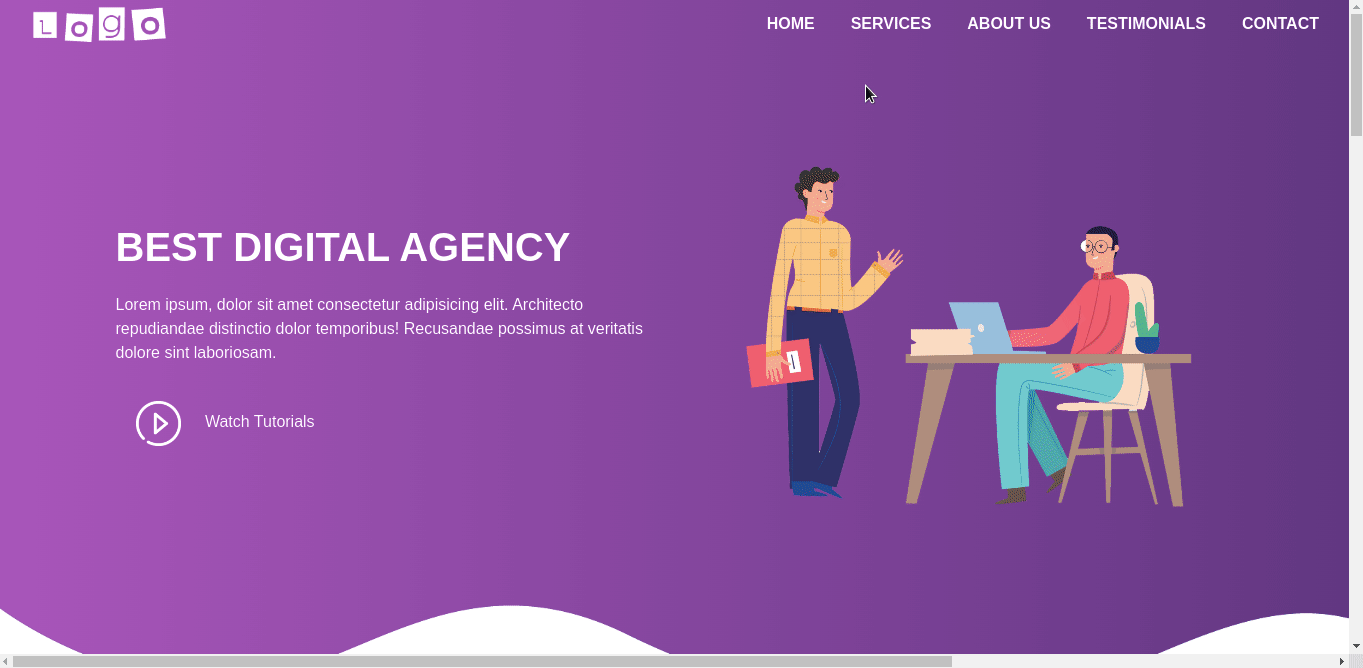 Logo
HOME SERVICES ABOUT US TESTIMONIALS CONTACT
BEST DIGITAL AGENCY
Lorem ipsum, dolor sit amet consectetur adipisicing elit. Architecto
repudiandae distinctio dolor temporibus! Recusandae possimus at veritatis
dolore sint laboriosam.
Watch Tutorials